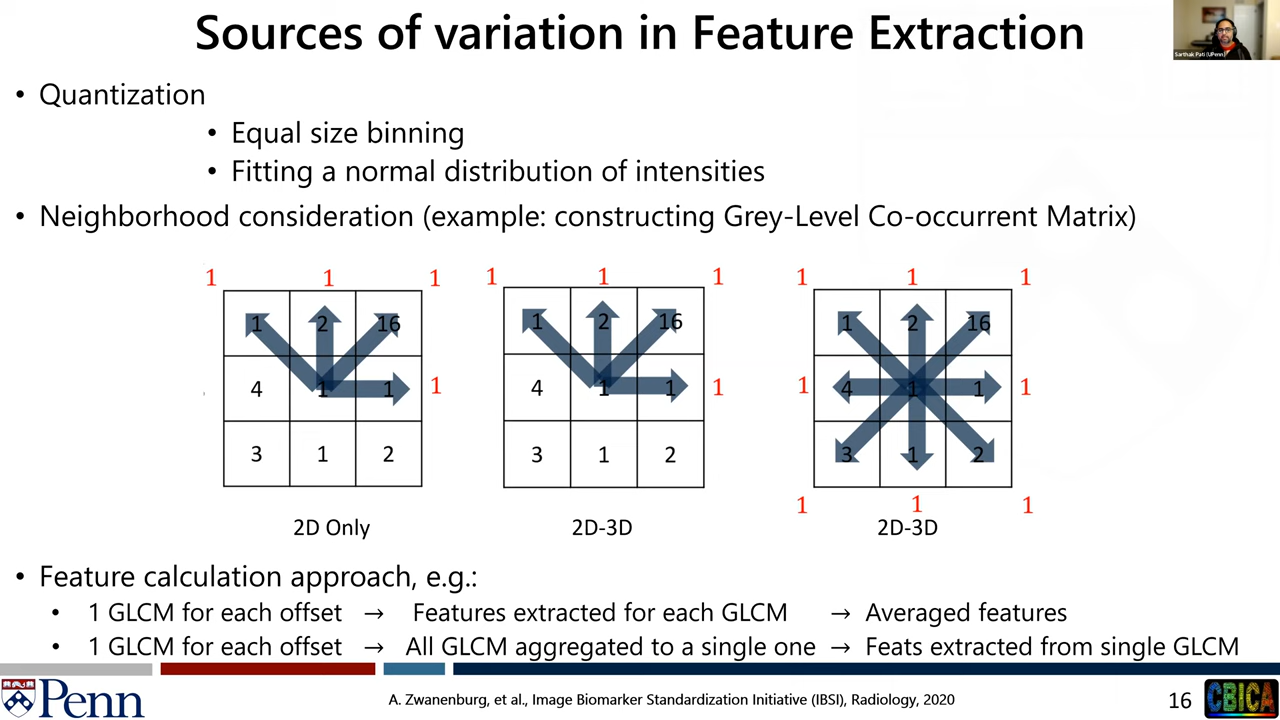 Sources of variation in Feature Extraction
Sarthak Pati (UPenn)
• Quantization
• Equal size binning
• Fitting a normal distribution of intensities
• Neighborhood consideration (example: constructing Grey-Level Co-occurrent Matrix)
1 1 1 1 1 1 1 1 1
1 2 16 1 2 16 1 2 16
4 1 1 1 4 1 1 1 1 4 1 1 1
3 1 2 3 1 2 3 1 2
1 1 1
2D Only 2D-3D 2D-3D
• Feature calculation approach, e.g.:
• 1 GLCM for each offset → Features extracted for each GLCM → Averaged features
• 1 GLCM for each offset → All GLCM aggregated to a single one → Feats extracted from single GLCM
Penn
A. Zwanenburg, et al., Image Biomarker Standardization Initiative (IBSI), Radiology, 2020
16
CBICA